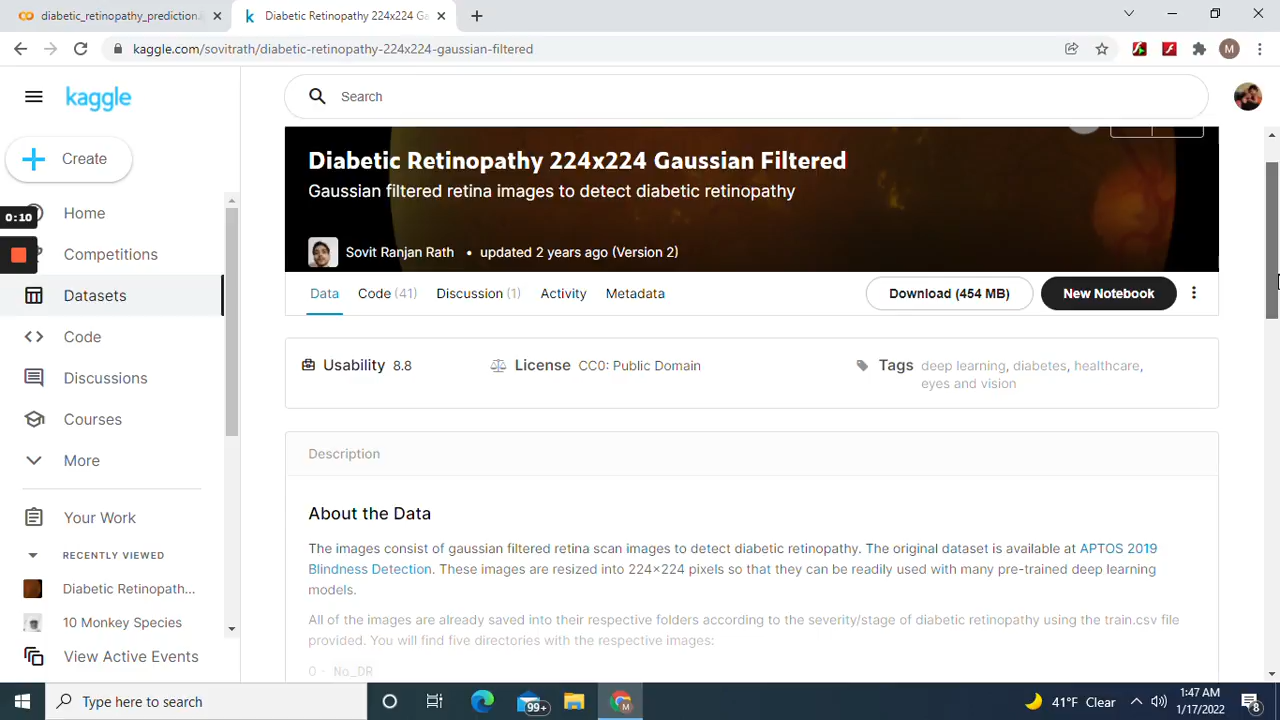 diabetic_retinopathy_prediction.i
Diabetic Retinopathy 224x224 Ga
kaggle.com/sovitrath/diabetic-retinopathy-224x224-gaussian-filtered
M
kaggle
Search
Create
Home
Competitions
Datasets
Code
Discussions
Courses
More
Your Work
RECENTLY VIEWED
Diabetic Retinopath...
10 Monkey Species
View Active Events
0:10
Diabetic Retinopathy 224x224 Gaussian Filtered
Gaussian filtered retina images to detect diabetic retinopathy
Sovit Ranjan Rath • updated 2 years ago (Version 2)
Data Code (41) Discussion (1) Activity Metadata Download (454 MB) New Notebook
Usability 8.8 License CC0: Public Domain Tags deep learning, diabetes, healthcare,
eyes and vision
Description
About the Data
The images consist of gaussian filtered retina scan images to detect diabetic retinopathy. The original dataset is available at APTOS 2019
Blindness Detection. These images are resized into 224x224 pixels so that they can be readily used with many pre-trained deep learning
models.
All of the images are already saved into their respective folders according to the severity/stage of diabetic retinopathy using the train.csv file
provided. You will find five directories with the respective images:
0 - No_DR
Type here to search
99+
M
41°F Clear
1:47 AM
1/17/2022
8